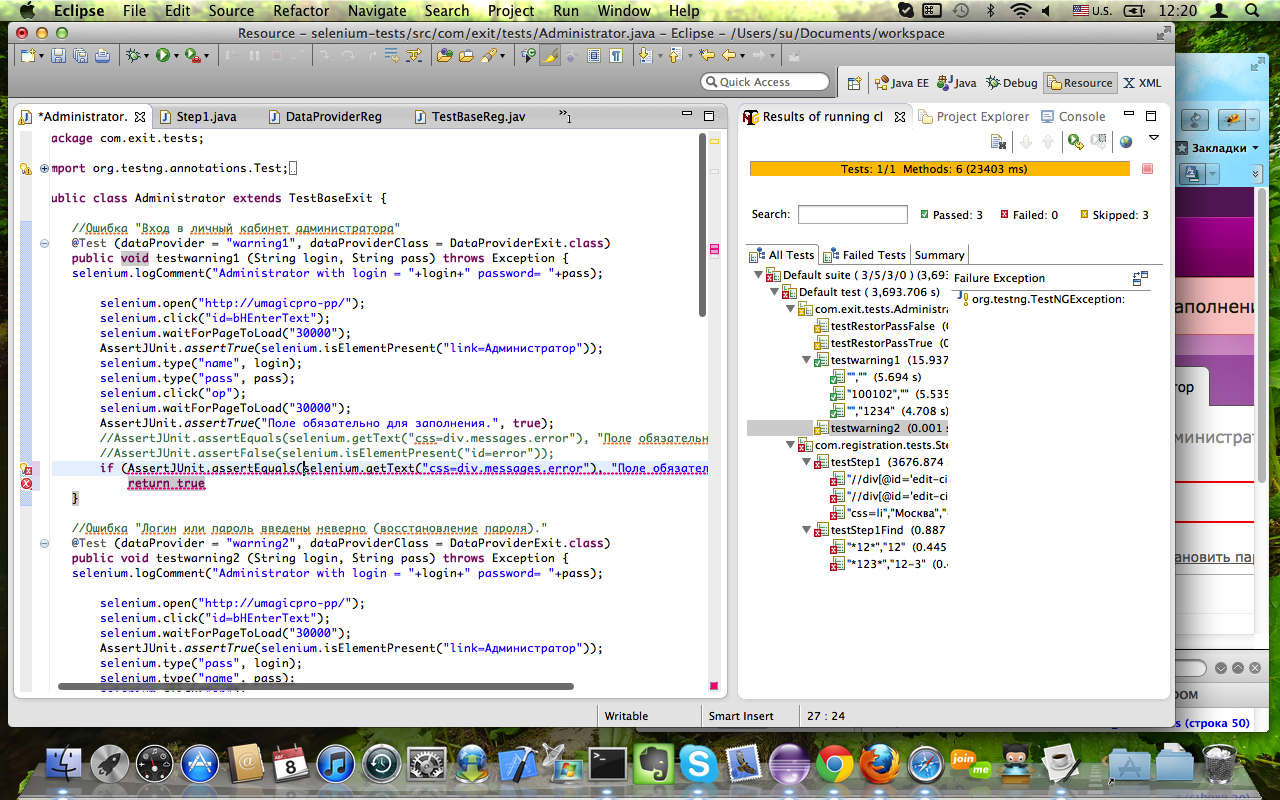 Eclipse File Edit Source Refactor Navigate Search Project Run Window Help U.S. 12:20
Resource – selenium-tests/src/com/exit/tests/Administrator.java – Eclipse – /Users/su/Documents/workspace
Quick Access Java EE Java Debug Resource XML
*Administrator. Step1.java DataProviderReg TestBaseReg.jav »1
ackage com.exit.tests;
mport org.testng.annotations.Test;
ublic class Administrator extends TestBaseExit {
//Ошибка "Вход в личный кабинет администратора"
@Test (dataProvider = "warning1", dataProviderClass = DataProviderExit.class)
public void testwarning1 (String login, String pass) throws Exception {
selenium.logComment("Administrator with login = "+login+" password= "+pass);
selenium.open("http://umagicpro-pp/");
selenium.click("id=bHEnterText");
selenium.waitForPageToLoad("30000");
AssertJUnit.assertTrue(selenium.isElementPresent("link=Администратор"));
selenium.type("name", login);
selenium.type("pass", pass);
selenium.click("op");
selenium.waitForPageToLoad("30000");
AssertJUnit.assertTrue("Поле обязательно для заполнения.", true);
//AssertJUnit.assertEquals(selenium.getText("css=div.messages.error"), "Поле обязательн
//AssertJUnit.assertFalse(selenium.isElementPresent("id=error"));
if (AssertJUnit.assertEquals(selenium.getText("css=div.messages.error"), "Поле обязател
return true
}
//Ошибка "Логин или пароль введены неверно (восстановление пароля)."
@Test (dataProvider = "warning2", dataProviderClass = DataProviderExit.class)
public void testwarning2 (String login, String pass) throws Exception {
selenium.logComment("Administrator with login = "+login+" password= "+pass);
selenium.open("http://umagicpro-pp/");
selenium.click("id=bHEnterText");
selenium.waitForPageToLoad("30000");
AssertJUnit.assertTrue(selenium.isElementPresent("link=Администратор"));
selenium.type("pass", login);
selenium.type("name", pass);
Writable Smart Insert 27 : 24
Results of running cl Project Explorer Console
Tests: 1/1 Methods: 6 (23403 ms)
Search: Passed: 3 Failed: 0 Skipped: 3
All Tests Failed Tests Summary
Default suite ( 3/5/3/0 ) (3,693
Default test ( 3,693.706 s)
com.exit.tests.Administra
testRestorPassFalse (0
testRestorPassTrue (0.
testwarning1 (15.937
"","" (5.694 s)
"100102","" (5.535
"","1234" (4.708 s)
testwarning2 (0.001 s
com.registration.tests.Ste
testStep1 (3676.874
"//div[@id='edit-ci
"//div[@id='edit-ci
"css=li","Москва","
testStep1Find (0.887
"*12*","12" (0.445
"*123*","12-3" (0.4
Failure Exception
org.testng.TestNGException:
Закладки
аполнени
тор
министрат
ановить пар
ром
s (строка 50)
8
join me